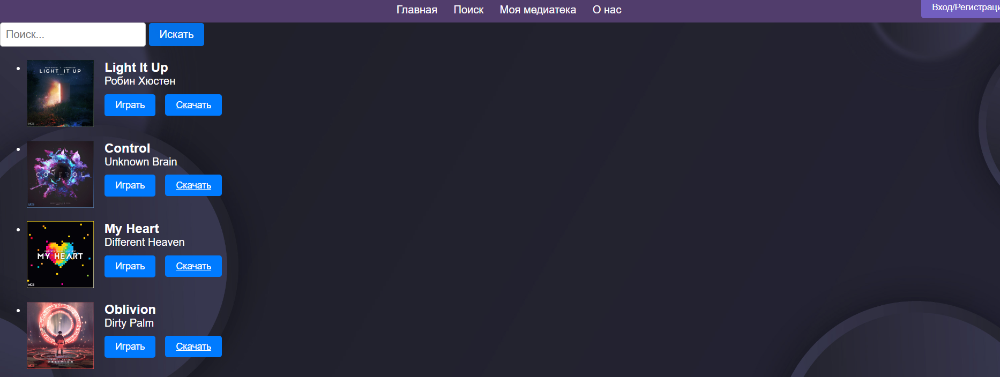 Главная Поиск Моя медиатека О нас Вход/Регистраци
Поиск... Искать
LIGHT IT UP
Light It Up
Робин Хюстен
Играть Скачать
CONTROL
Control
Unknown Brain
Играть Скачать
MY HEART
My Heart
Different Heaven
Играть Скачать
OBLIVION
Oblivion
Dirty Palm
Играть Скачать